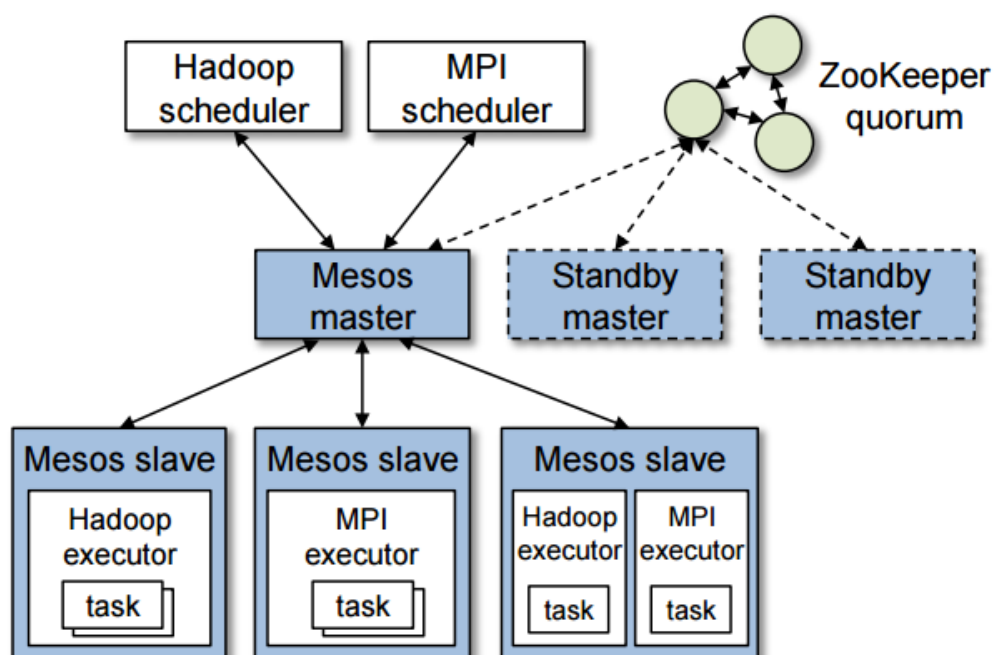 Hadoop
scheduler
MPI
scheduler
ZooKeeper
quorum
Mesos
master
Standby
master
Standby
master
Mesos slave
Hadoop
executor
task
Mesos slave
MPI
executor
task
Mesos slave
Hadoop
executor
task
MPI
executor
task